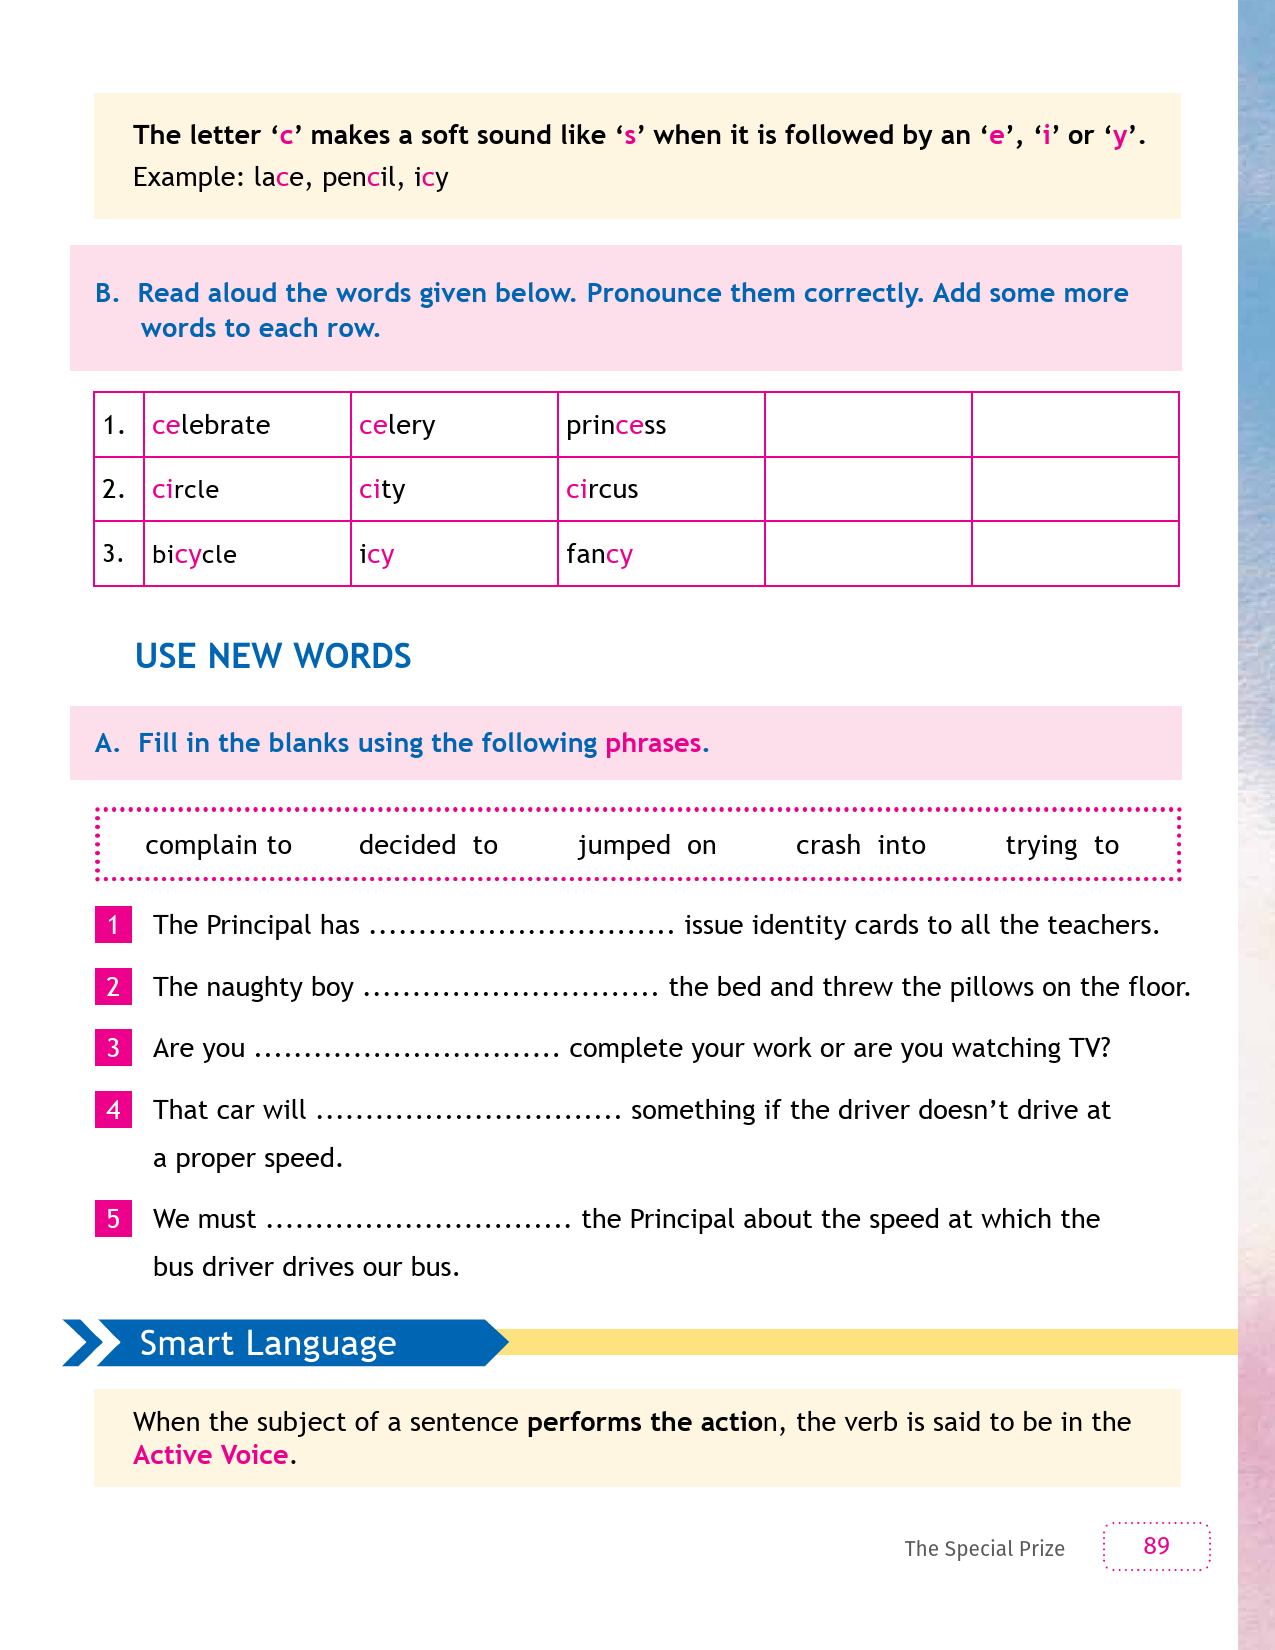 The letter ‘c’ makes a soft sound like ‘s’ when it is followed by an ‘e’, ‘i’ or ‘y’.
Example: lace, pencil, icy
B. Read aloud the words given below. Pronounce them correctly. Add some more
words to each row.
1. celebrate celery princess
2. circle city circus
3. bicycle icy fancy
USE NEW WORDS
A. Fill in the blanks using the following phrases.
complain to decided to jumped on crash into trying to
1 The Principal has ............................... issue identity cards to all the teachers.
2 The naughty boy .............................. the bed and threw the pillows on the floor.
3 Are you ............................... complete your work or are you watching TV?
4 That car will ............................... something if the driver doesn’t drive at
a proper speed.
5 We must ............................... the Principal about the speed at which the
bus driver drives our bus.
Smart Language
When the subject of a sentence performs the action, the verb is said to be in the
Active Voice.
The Special Prize 89